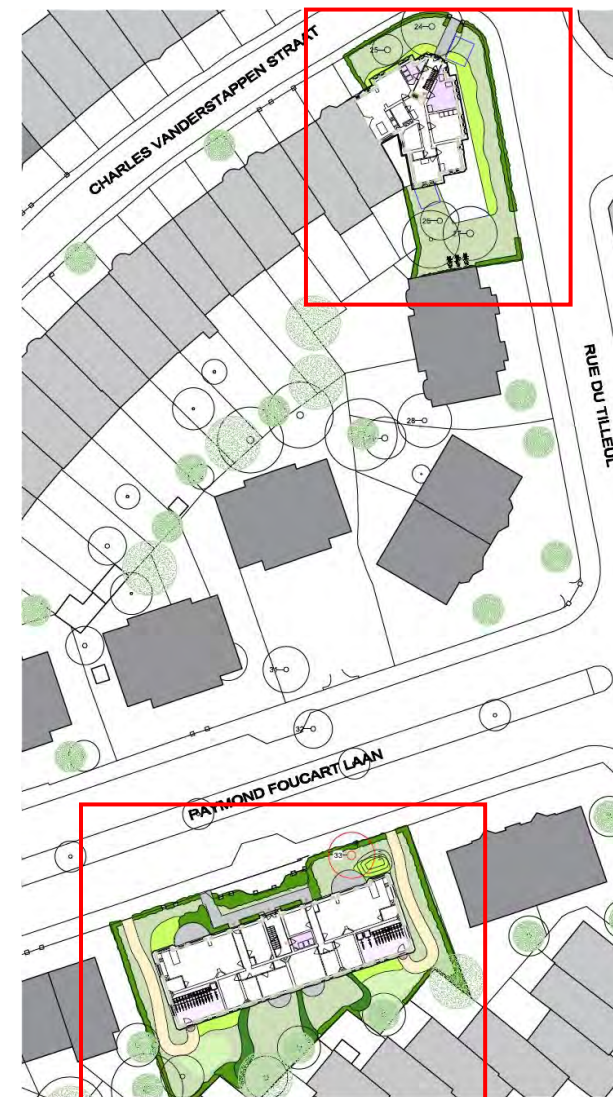 CHARLES VANDERSTAPPEN STRAAT
24
25
26
27
RUE DU TILLEUL
28
31
32
RAYMOND FOUCART LAAN
33